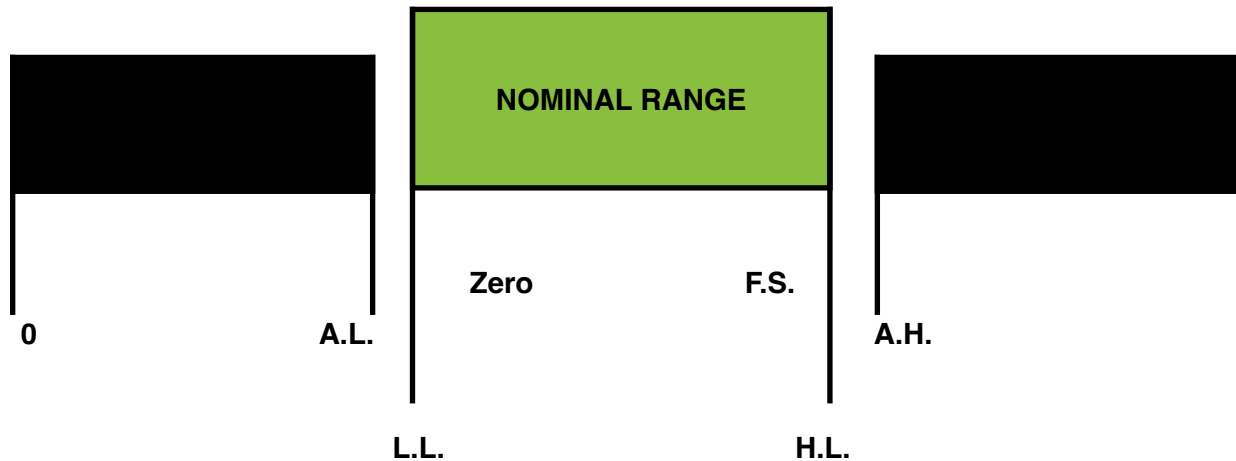 NOMINAL RANGE
Zero F.S.
0 A.L. A.H.
L.L. H.L.